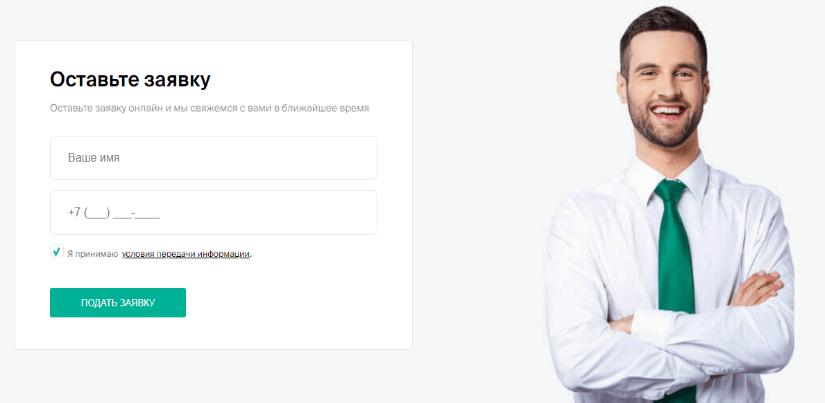 Оставьте заявку
Оставьте заявку онлайн и мы свяжемся с вами в ближайшее время
Ваше имя
+7 (___) ___-____
Я принимаю условия передачи информации.
ПОДАТЬ ЗАЯВКУ